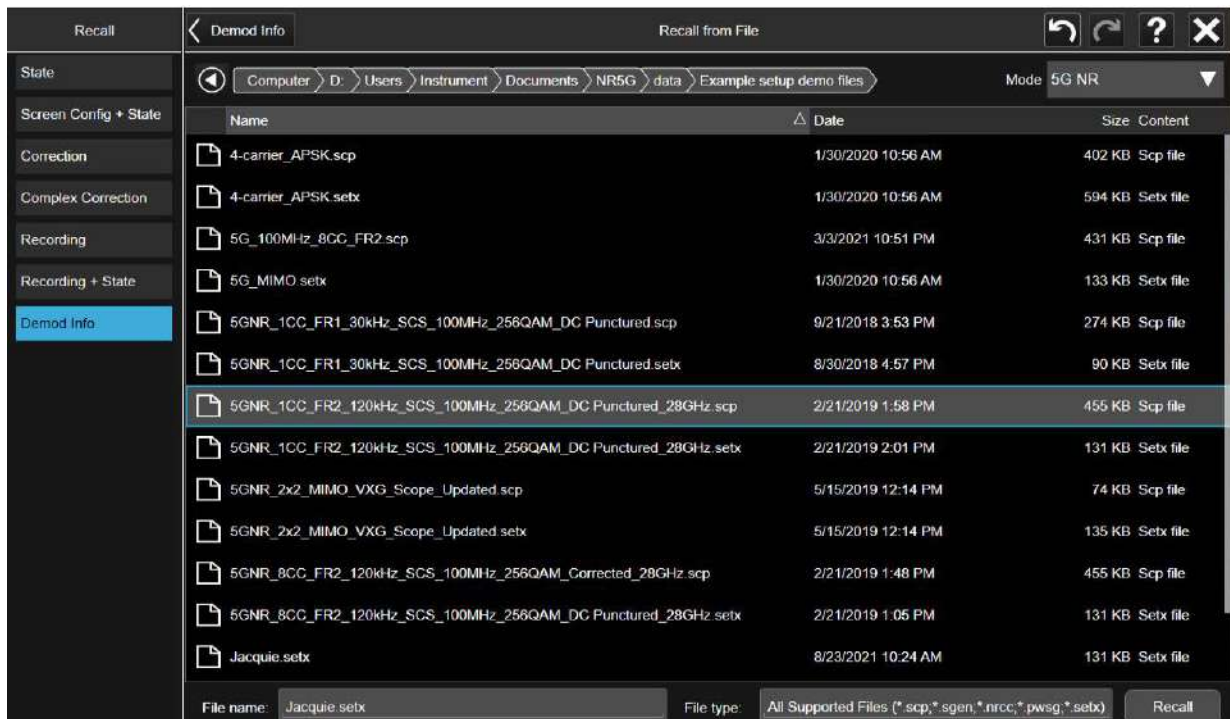 Recall
Demod Info
Recall from File
?
State
Screen Config + State
Correction
Complex Correction
Recording
Recording + State
Demod Info
Computer D: Users Instrument Documents NR5G data Example setup demo files
Mode 5G NR
Name Date Size Content
4-carrier_APSK.scp 1/30/2020 10:56 AM 402 KB Scp file
4-carrier_APSK.setx 1/30/2020 10:56 AM 594 KB Setx file
5G_100MHz_8CC_FR2.scp 3/3/2021 10:51 PM 431 KB Scp file
5G_MIMO.setx 1/30/2020 10:56 AM 133 KB Setx file
5GNR_1CC_FR1_30kHz_SCS_100MHz_256QAM_DC Punctured.scp 9/21/2018 3:53 PM 274 KB Scp file
5GNR_1CC_FR1_30kHz_SCS_100MHz_256QAM_DC Punctured.setx 8/30/2018 4:57 PM 90 KB Setx file
5GNR_1CC_FR2_120kHz_SCS_100MHz_256QAM_DC Punctured_28GHz.scp 2/21/2019 1:58 PM 455 KB Scp file
5GNR_1CC_FR2_120kHz_SCS_100MHz_256QAM_DC Punctured_28GHz.setx 2/21/2019 2:01 PM 131 KB Setx file
5GNR_2x2_MIMO_VXG_Scope_Updated.scp 5/15/2019 12:14 PM 74 KB Scp file
5GNR_2x2_MIMO_VXG_Scope_Updated.setx 5/15/2019 12:14 PM 135 KB Setx file
5GNR_8CC_FR2_120kHz_SCS_100MHz_256QAM_Corrected_28GHz.scp 2/21/2019 1:48 PM 455 KB Scp file
5GNR_8CC_FR2_120kHz_SCS_100MHz_256QAM_DC Punctured_28GHz.setx 2/21/2019 1:05 PM 131 KB Setx file
Jacquie.setx 8/23/2021 10:24 AM 131 KB Setx file
File name: Jacquie.setx File type: All Supported Files (*.scp;*.sgen;*.nrcc;*.pwsg;*.setx) Recall